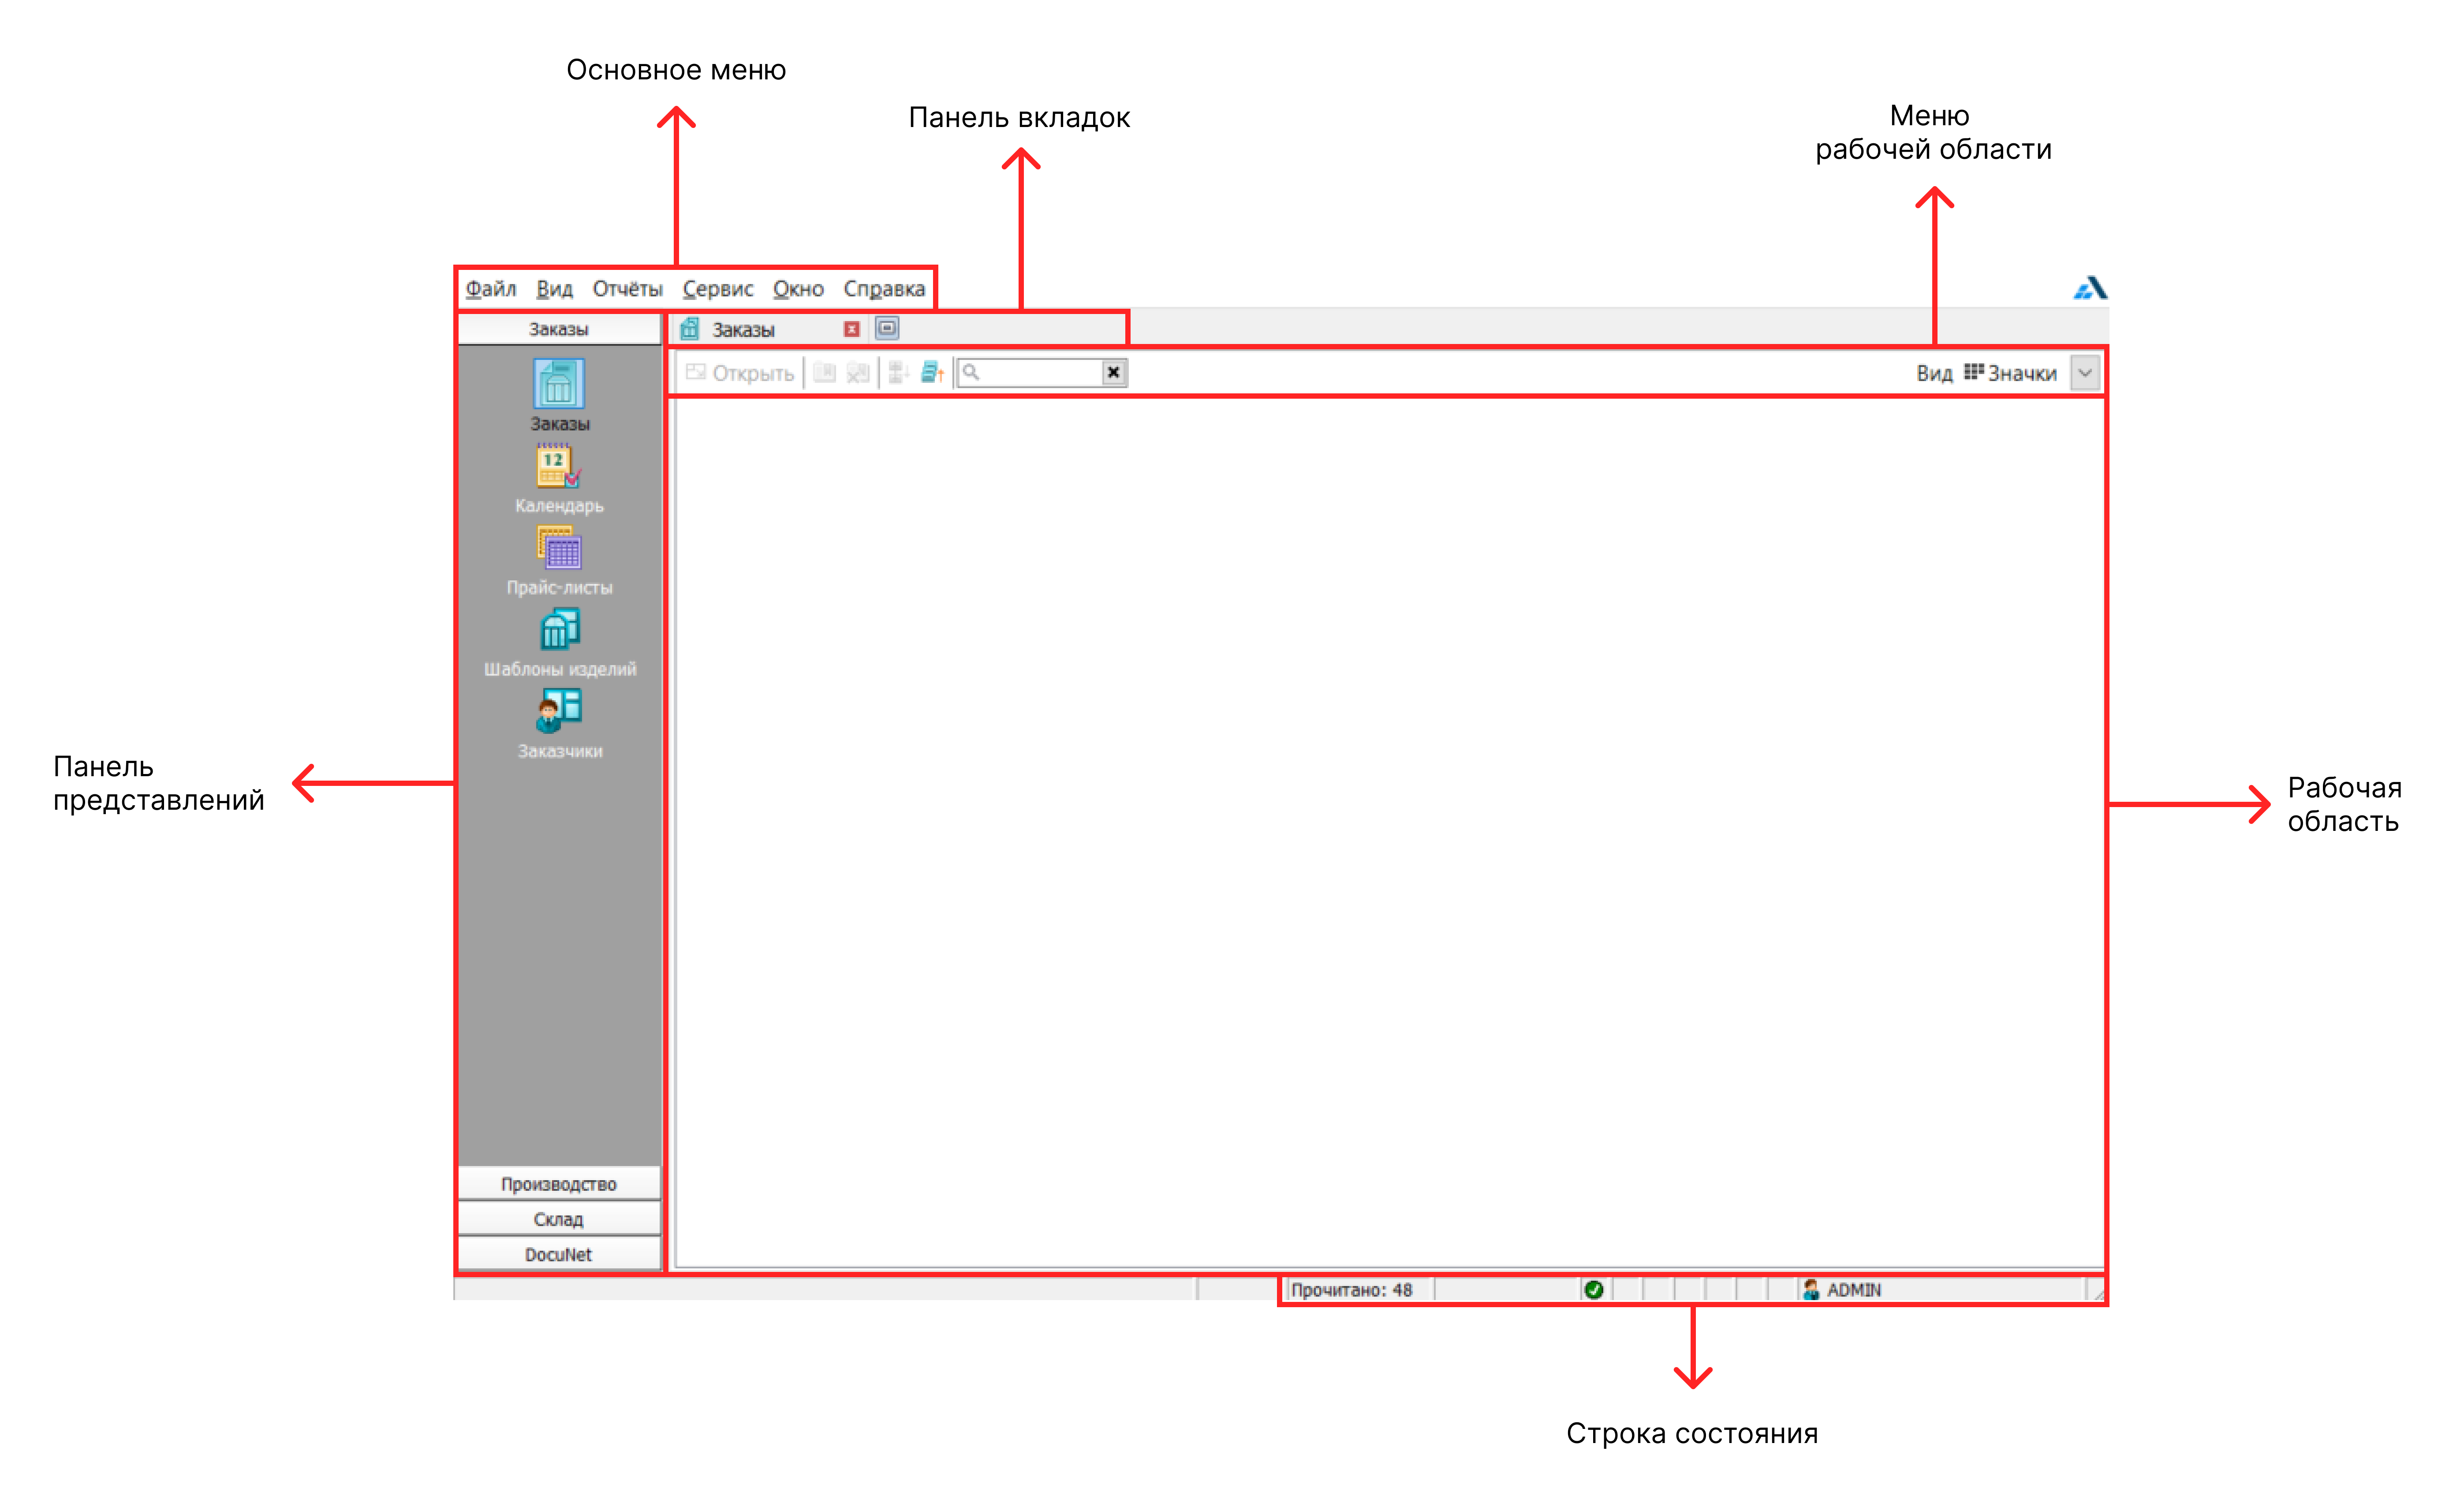 Основное меню
Панель вкладок
Меню
рабочей области
Файл Вид Отчёты Сервис Окно Справка
Заказы
Заказы
Открыть
Вид Значки
Заказы
12
Календарь
Прайс-листы
Шаблоны изделий
Заказчики
Панель
представлений
Рабочая
область
Производство
Склад
DocuNet
Прочитано: 48
ADMIN
Строка состояния